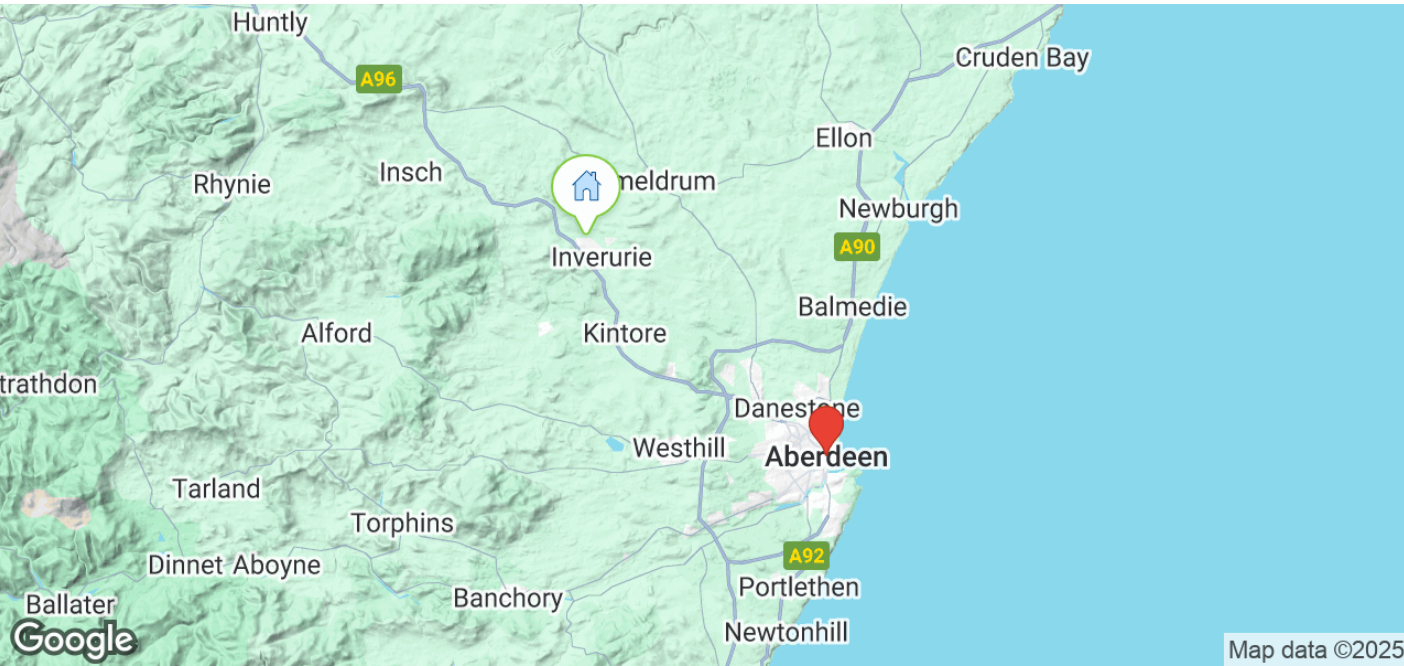 Huntly
Cruden Bay
A96
Ellon
Insch
meldrum
Rhynie
Newburgh
A90
Inverurie
Balmedie
Kintore
Alford
trathdon
Danestone
Westhill
Aberdeen
Tarland
Torphins
A92
Dinnet Aboyne
Portlethen
Banchory
Ballater
Newtonhill
Google
Map data ©2025